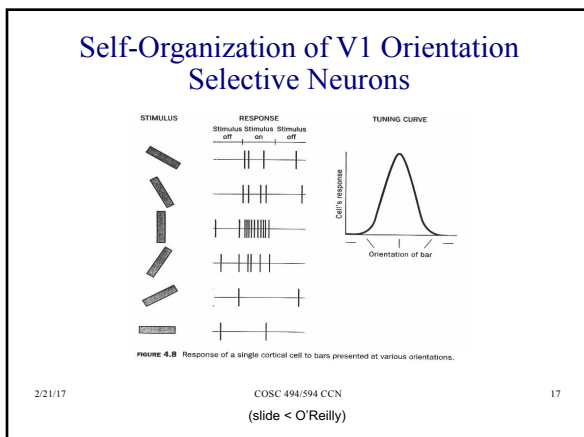 Self-Organization of V1 Orientation
Selective Neurons
STIMULUS
RESPONSE
Stimulus Stimulus Stimulus
off on off
TUNING CURVE
Cell's response
Orientation of bar
FIGURE 4.8 Response of a single cortical cell to bars presented at various orientations.
2/21/17
COSC 494/594 CCN
17
(slide < O'Reilly)